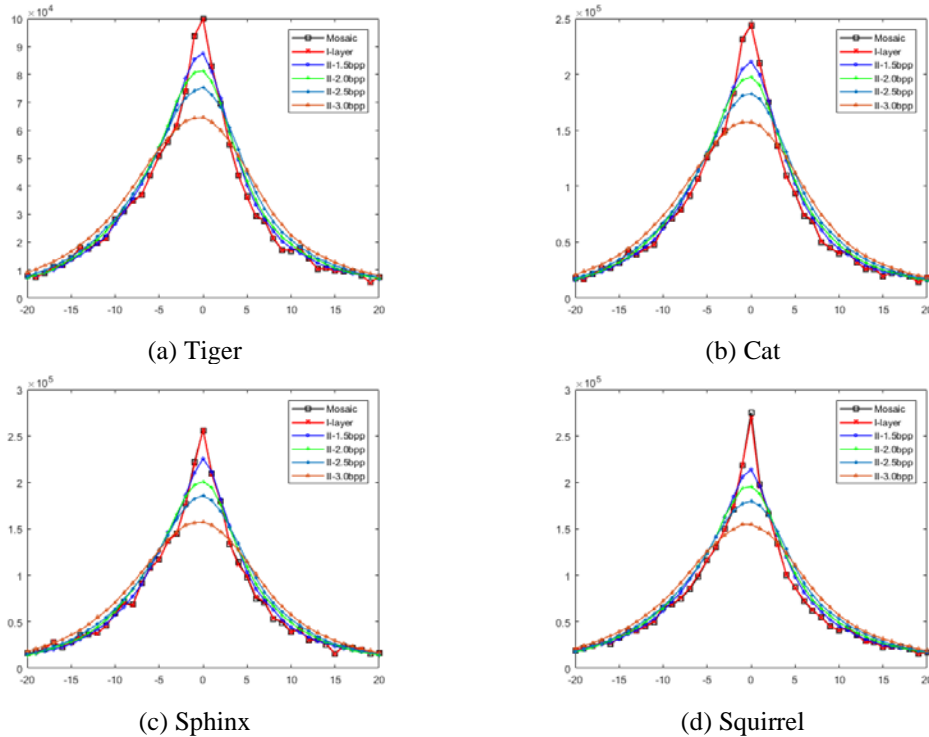 ×10⁴
10
9
8
7
6
5
4
3
2
1
0
-20 -15 -10 -5 0 5 10 15 20
Mosaic
I-layer
II-1.5bpp
II-2.0bpp
II-2.5bpp
II-3.0bpp
(a) Tiger
×10⁵
2.5
2
1.5
1
0.5
0
-20 -15 -10 -5 0 5 10 15 20
Mosaic
I-layer
II-1.5bpp
II-2.0bpp
II-2.5bpp
II-3.0bpp
(b) Cat
×10⁵
3
2.5
2
1.5
1
0.5
0
-20 -15 -10 -5 0 5 10 15 20
Mosaic
I-layer
II-1.5bpp
II-2.0bpp
II-2.5bpp
II-3.0bpp
(c) Sphinx
×10⁵
3
2.5
2
1.5
1
0.5
0
-20 -15 -10 -5 0 5 10 15 20
Mosaic
I-layer
II-1.5bpp
II-2.0bpp
II-2.5bpp
II-3.0bpp
(d) Squirrel